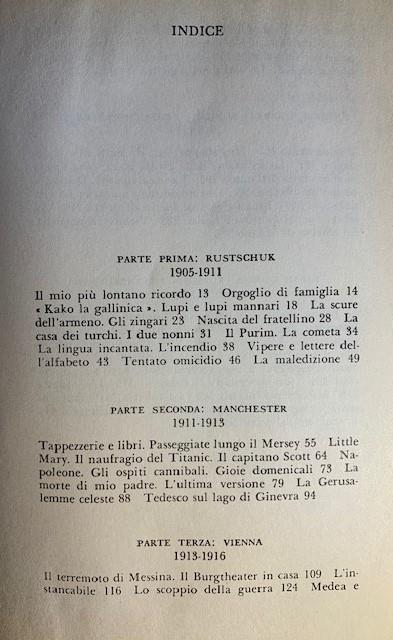 INDICE
PARTE PRIMA: RUSTSCHUK
1905-1911
Il mio più lontano ricordo 13 Orgoglio di famiglia 14
« Kako la gallinica ». Lupi e lupi mannari 18 La scure
dell'armeno. Gli zingari 23 Nascita del fratellino 28 La
casa dei turchi. I due nonni 31 Il Purim. La cometa 34
La lingua incantata. L'incendio 38 Vipere e lettere del-
l'alfabeto 43 Tentato omicidio 46 La maledizione 49
PARTE SECONDA: MANCHESTER
1911-1913
Tappezzerie e libri. Passeggiate lungo il Mersey 55 Little
Mary. Il naufragio del Titanic. Il capitano Scott 64 Na-
poleone. Gli ospiti cannibali. Gioie domenicali 73 La
morte di mio padre. L'ultima versione 79 La Gerusa-
lemme celeste 88 Tedesco sul lago di Ginevra 94
PARTE TERZA: VIENNA
1913-1916
Il terremoto di Messina. Il Burgtheater in casa 109 L'in-
stancabile 116 Lo scoppio della guerra 124 Medea e